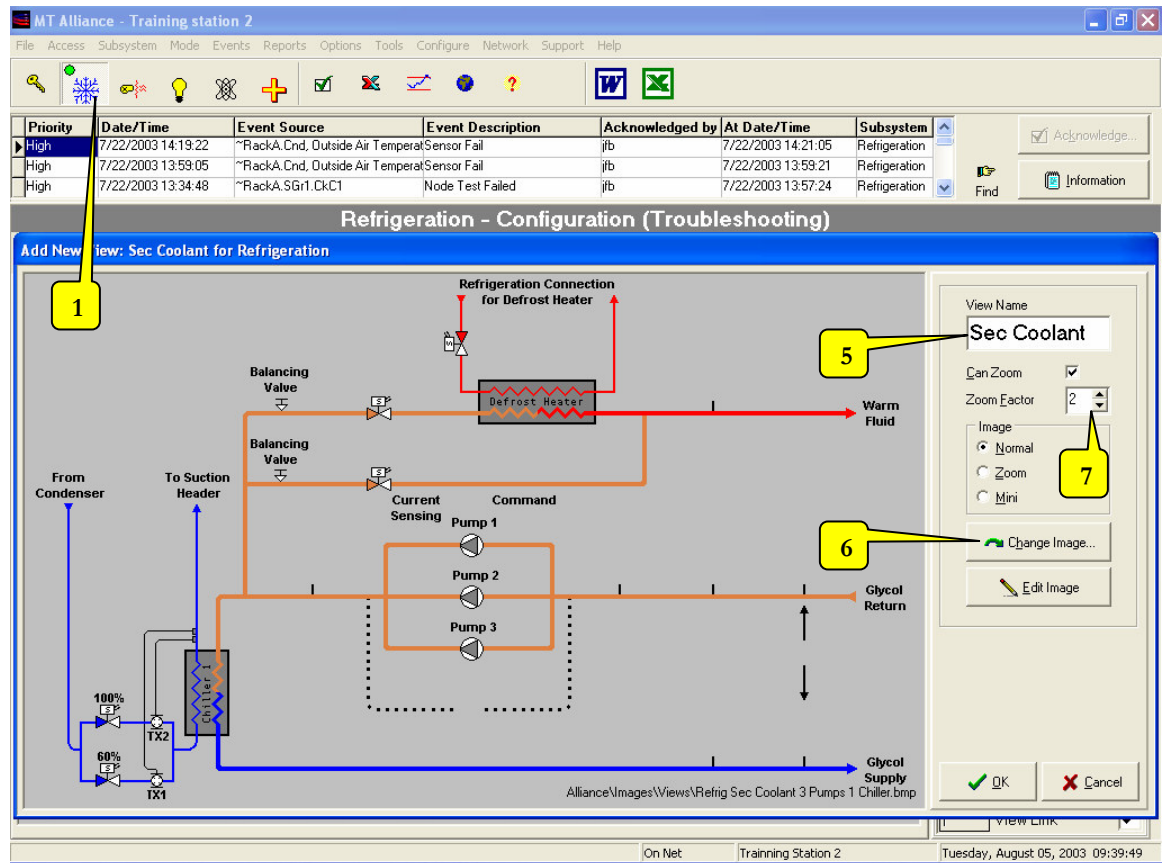 MT Alliance - Training station 2
File Access Subsystem Mode Events Reports Options Tools Configure Network Support Help
Priority Date/Time Event Source Event Description Acknowledged by At Date/Time Subsystem
High 7/22/2003 14:19:22 ~RackA.Cnd, Outside Air Temperat Sensor Fail jfb 7/22/2003 14:21:05 Refrigeration
High 7/22/2003 13:59:05 ~RackA.Cnd, Outside Air Temperat Sensor Fail jfb 7/22/2003 13:59:21 Refrigeration
High 7/22/2003 13:34:48 ~RackA.SGr1.CkC1 Node Test Failed jfb 7/22/2003 13:57:24 Refrigeration
Acknowledge...
Find
Information
Refrigeration - Configuration (Troubleshooting)
Add New View: Sec Coolant for Refrigeration
1
Refrigeration Connection
for Defrost Heater
S
Balancing
Valve
S
Defrost Heater
Warm
Fluid
Balancing
Valve
S
From
Condenser
To Suction
Header
Current
Sensing
Command
Pump 1
Pump 2
Pump 3
Glycol
Return
Chiller 1
100%
S
TX2
60%
S
TX1
Glycol
Supply
Alliance\Images\Views\Refrig Sec Coolant 3 Pumps 1 Chiller.bmp
View Name
Sec Coolant
5
Can Zoom
Zoom Factor 2
7
Image
Normal
Zoom
Mini
6
Change Image...
Edit Image
OK Cancel
View Link
On Net Trainning Station 2 Tuesday, August 05, 2003 09:39:49